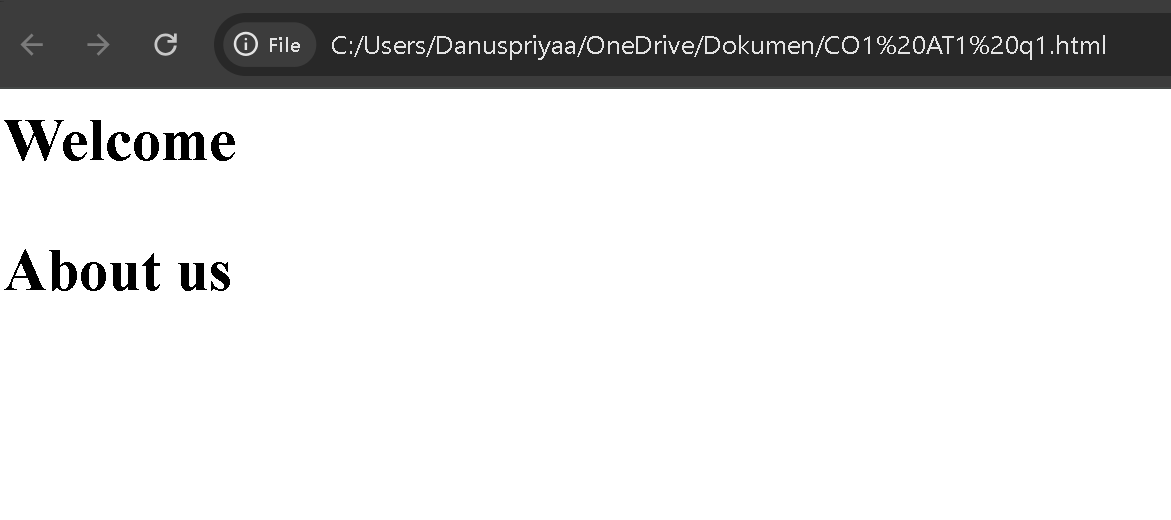 File C:/Users/Danuspriyaa/OneDrive/Dokumen/CO1%20AT1%20q1.html
Welcome
About us